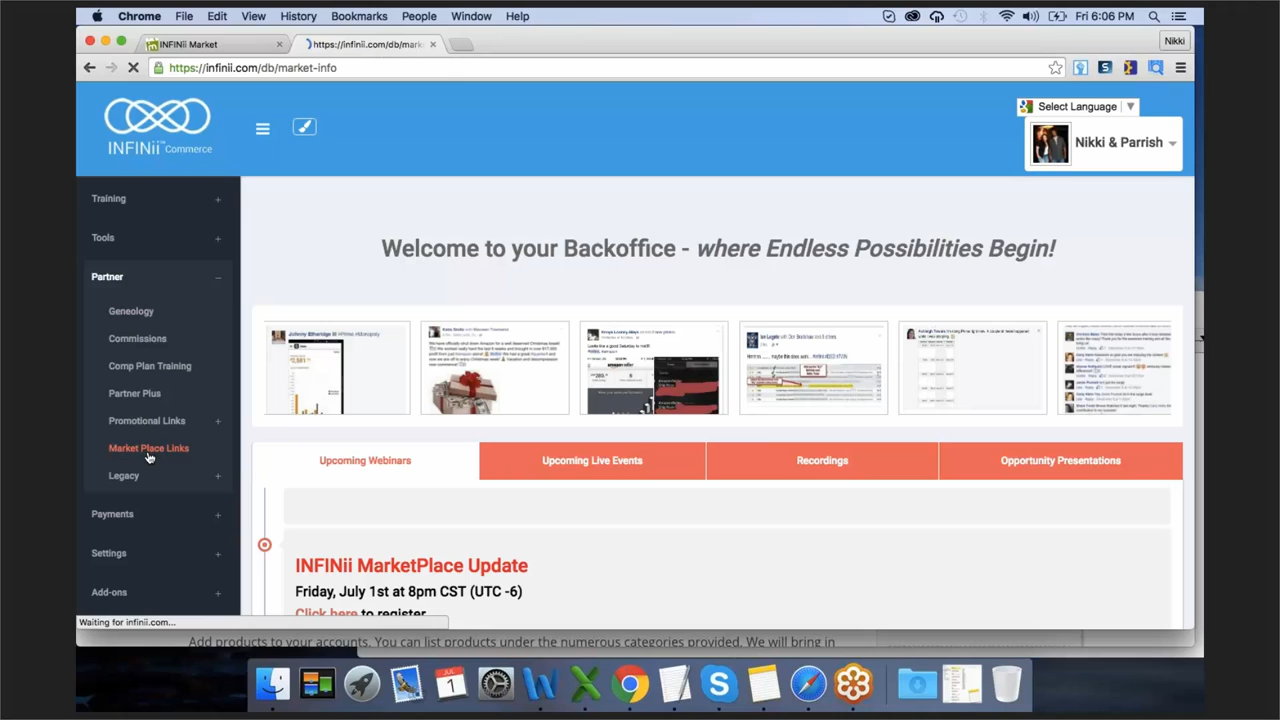 Chrome File Edit View History Bookmarks People Window Help Fri 6:06 PM
INFINii Market https://infinii.com/db/mark Nikki
https://infinii.com/db/market-info
Select Language
Nikki & Parrish
INFINii Commerce
Training +
Tools +
Partner −
Geneology
Commissions
Comp Plan Training
Partner Plus
Promotional Links +
Market Place Links
Legacy +
Payments +
Settings +
Add-ons +
Welcome to your Backoffice - where Endless Possibilities Begin!
Upcoming Webinars Upcoming Live Events Recordings Opportunity Presentations
INFINii MarketPlace Update
Friday, July 1st at 8pm CST (UTC -6)
Click here to register
Waiting for infinii.com...
Add products to your accounts. You can list products under the numerous categories provided. We will bring in
JUL
1